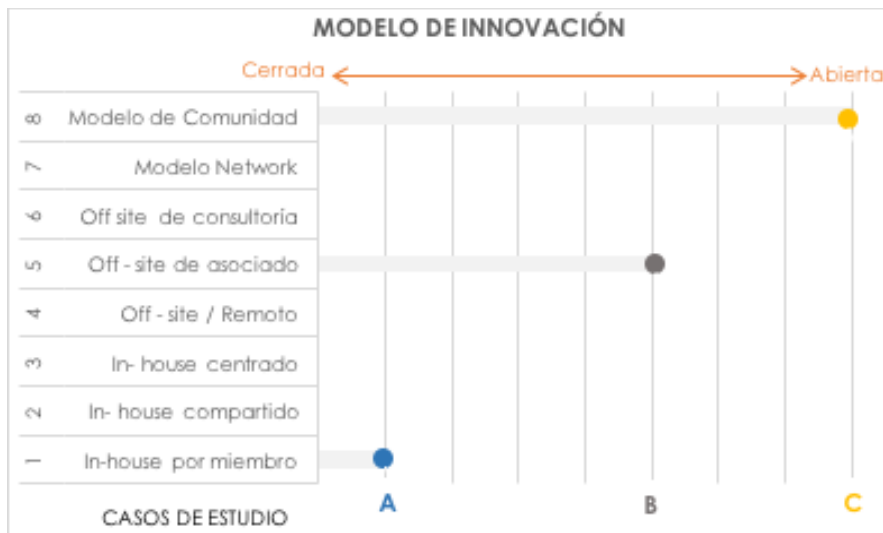 MODELO DE INNOVACIÓN
Cerrada Abierta
8 Modelo de Comunidad
7 Modelo Network
6 Off site de consultoría
5 Off - site de asociado
4 Off - site / Remoto
3 In- house centrado
2 In- house compartido
1 In-house por miembro
A B C
CASOS DE ESTUDIO